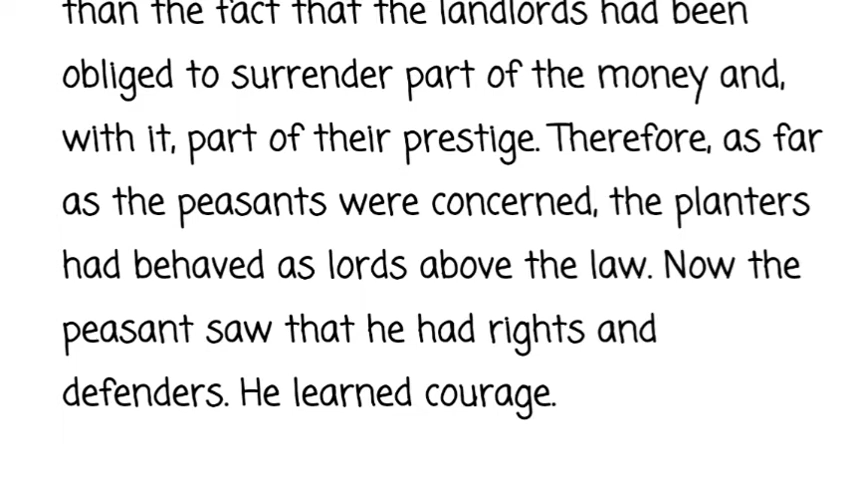 than the fact that the landlords had been
obliged to surrender part of the money and,
with it, part of their prestige. Therefore, as far
as the peasants were concerned, the planters
had behaved as lords above the law. Now the
peasant saw that he had rights and
defenders. He learned courage.